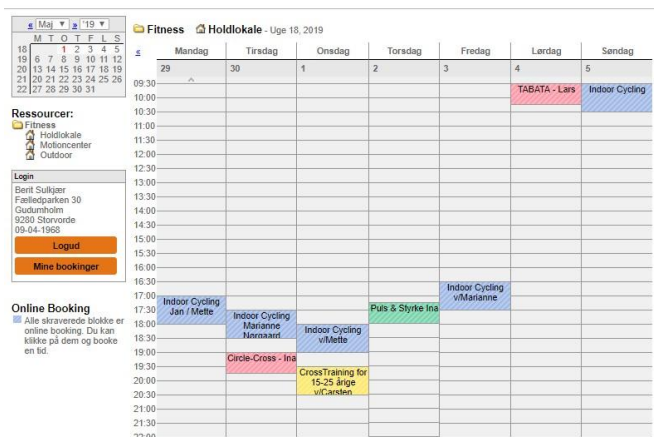 « Maj ▼ » '19 ▼
M T O T F L S
18 1 2 3 4 5
19 6 7 8 9 10 11 12
20 13 14 15 16 17 18 19
21 20 21 22 23 24 25 26
22 27 28 29 30 31
Ressourcer:
Fitness
Holdlokale
Motioncenter
Outdoor
Login
Berit Sulkjær
Fælledparken 30
Gudumholm
9280 Storvorde
09-04-1968
Logud
Mine bookinger
Online Booking
Alle skraverede blokke er
online booking. Du kan
klikke på dem og booke
en tid.
Fitness Holdlokale - Uge 18, 2019
« Mandag Tirsdag Onsdag Torsdag Fredag Lørdag Søndag
29 30 1 2 3 4 5
09:30
10:00
10:30
11:00
11:30
12:00
12:30
13:00
13:30
14:00
14:30
15:00
15:30
16:00
16:30
17:00
17:30
18:00
18:30
19:00
19:30
20:00
20:30
21:00
21:30
22:00
Indoor Cycling
Jan / Mette
Indoor Cycling
Marianne
Nørgaard
Circle-Cross - Ina
Indoor Cycling
v/Mette
CrossTraining for
15-25 årige
v/Carsten
Puls & Styrke Ina
Indoor Cycling
v/Marianne
TABATA - Lars
Indoor Cycling